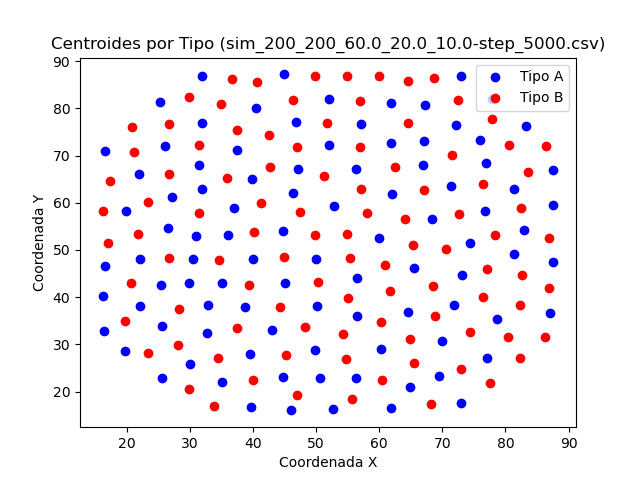 Centroides por Tipo (sim_200_200_60.0_20.0_10.0-step_5000.csv)
90
80
70
60
50
40
30
20
Coordenada Y
Tipo A
Tipo B
20 30 40 50 60 70 80 90
Coordenada X